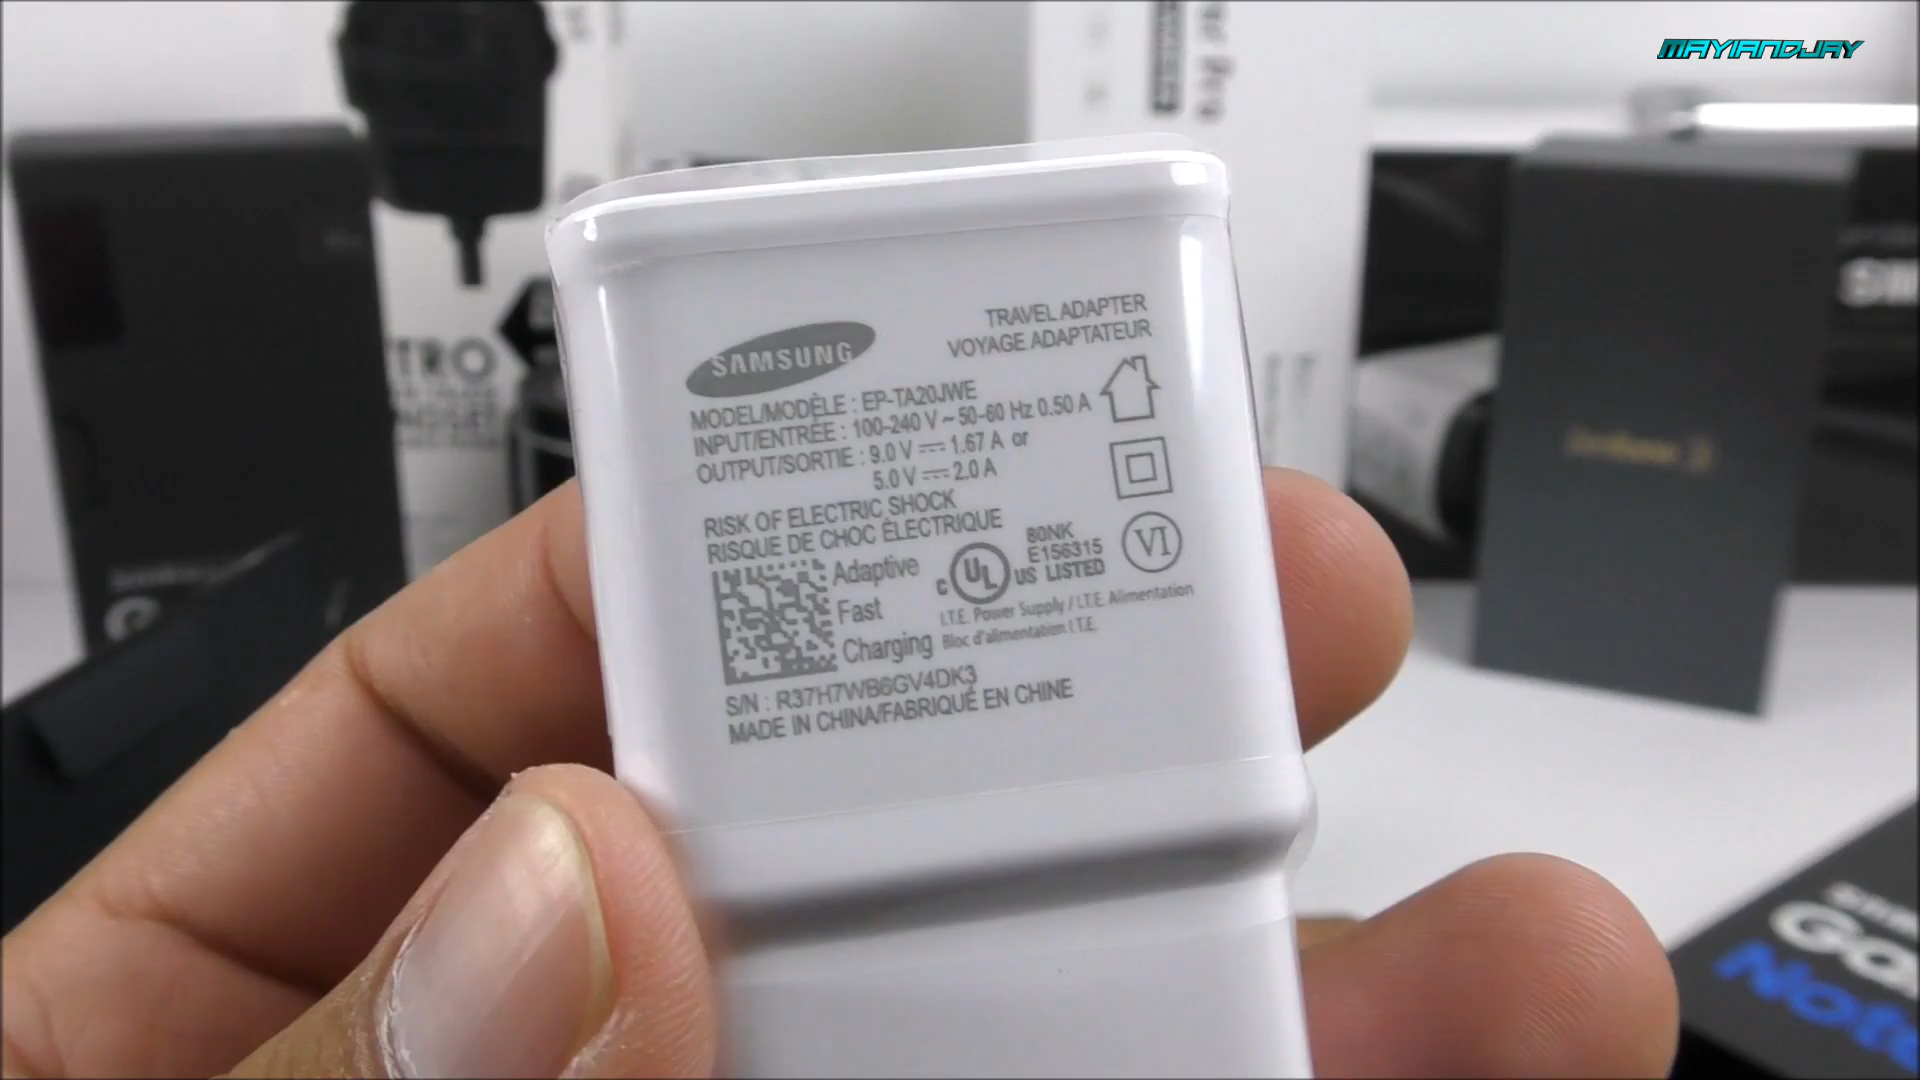 MAYIANDJAY
TRAVEL ADAPTER
VOYAGE ADAPTATEUR
SAMSUNG
MODEL/MODÈLE : EP-TA20JWE
INPUT/ENTRÉE : 100-240 V ~ 50-60 Hz 0.50 A
OUTPUT/SORTIE : 9.0 V ⎓ 1.67 A or
5.0 V ⎓ 2.0 A
RISK OF ELECTRIC SHOCK
RISQUE DE CHOC ÉLECTRIQUE
Adaptive
Fast
Charging
C UL US LISTED
80NK
E156315
VI
I.T.E. Power Supply / I.T.E. Alimentation
Bloc d'alimentation I.T.E.
S/N : R37H7WB6GV4DK3
MADE IN CHINA/FABRIQUÉ EN CHINE
TRO
Note